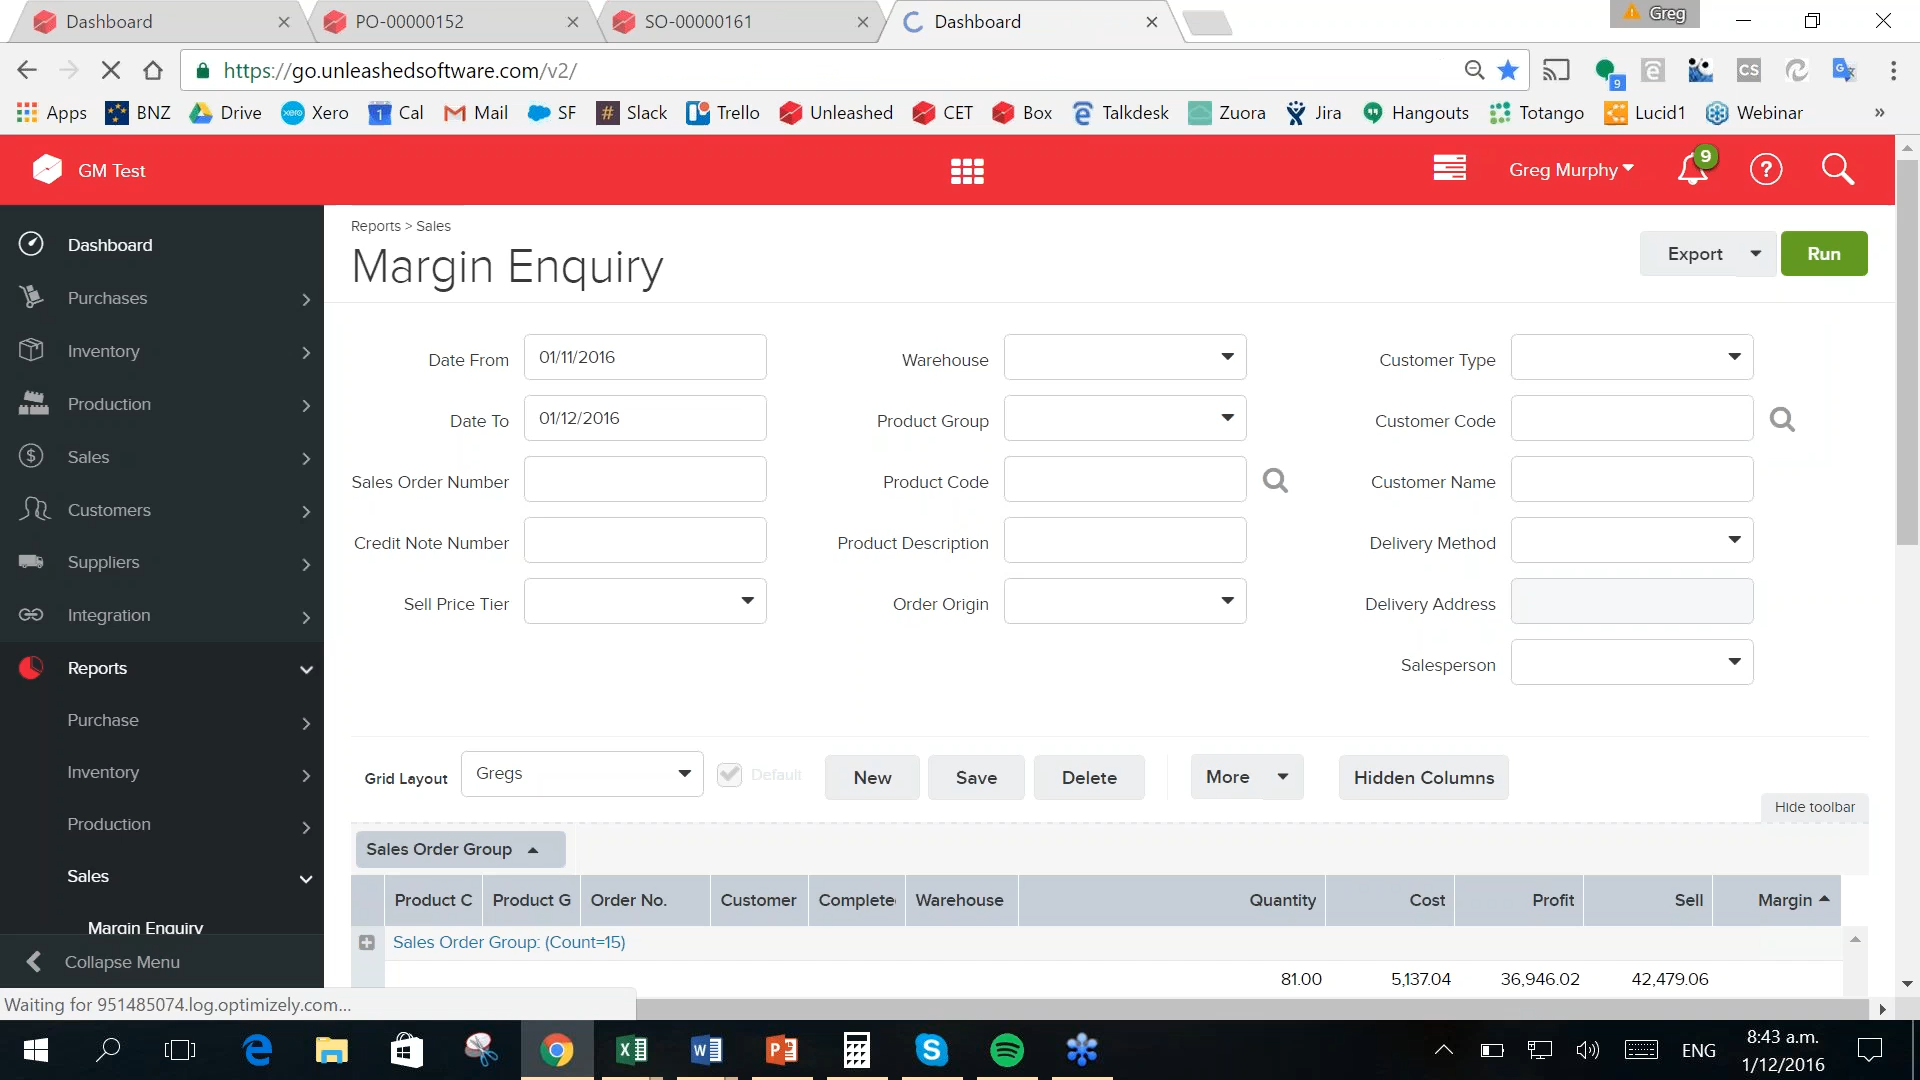 Dashboard
PO-00000152
SO-00000161
Dashboard
Greg
https://go.unleashedsoftware.com/v2/
9
CS
Apps
BNZ
Drive
Xero
Cal
Mail
SF
Slack
Trello
Unleashed
CET
Box
Talkdesk
Zuora
Jira
Hangouts
Totango
Lucid1
Webinar
»
GM Test
Greg Murphy
9
Dashboard
Purchases
Inventory
Production
Sales
Customers
Suppliers
Integration
Reports
Purchase
Inventory
Production
Sales
Margin Enquiry
Collapse Menu
Reports > Sales
Margin Enquiry
Export
Run
Date From 01/11/2016
Warehouse
Customer Type
Date To 01/12/2016
Product Group
Customer Code
Sales Order Number
Product Code
Customer Name
Credit Note Number
Product Description
Delivery Method
Sell Price Tier
Order Origin
Delivery Address
Salesperson
Grid Layout Gregs Default New Save Delete More Hidden Columns
Hide toolbar
Sales Order Group
Product C Product G Order No. Customer Complete Warehouse Quantity Cost Profit Sell Margin
Sales Order Group: (Count=15)
81.00 5,137.04 36,946.02 42,479.06
Waiting for 951485074.log.optimizely.com...
ENG
8:43 a.m.
1/12/2016